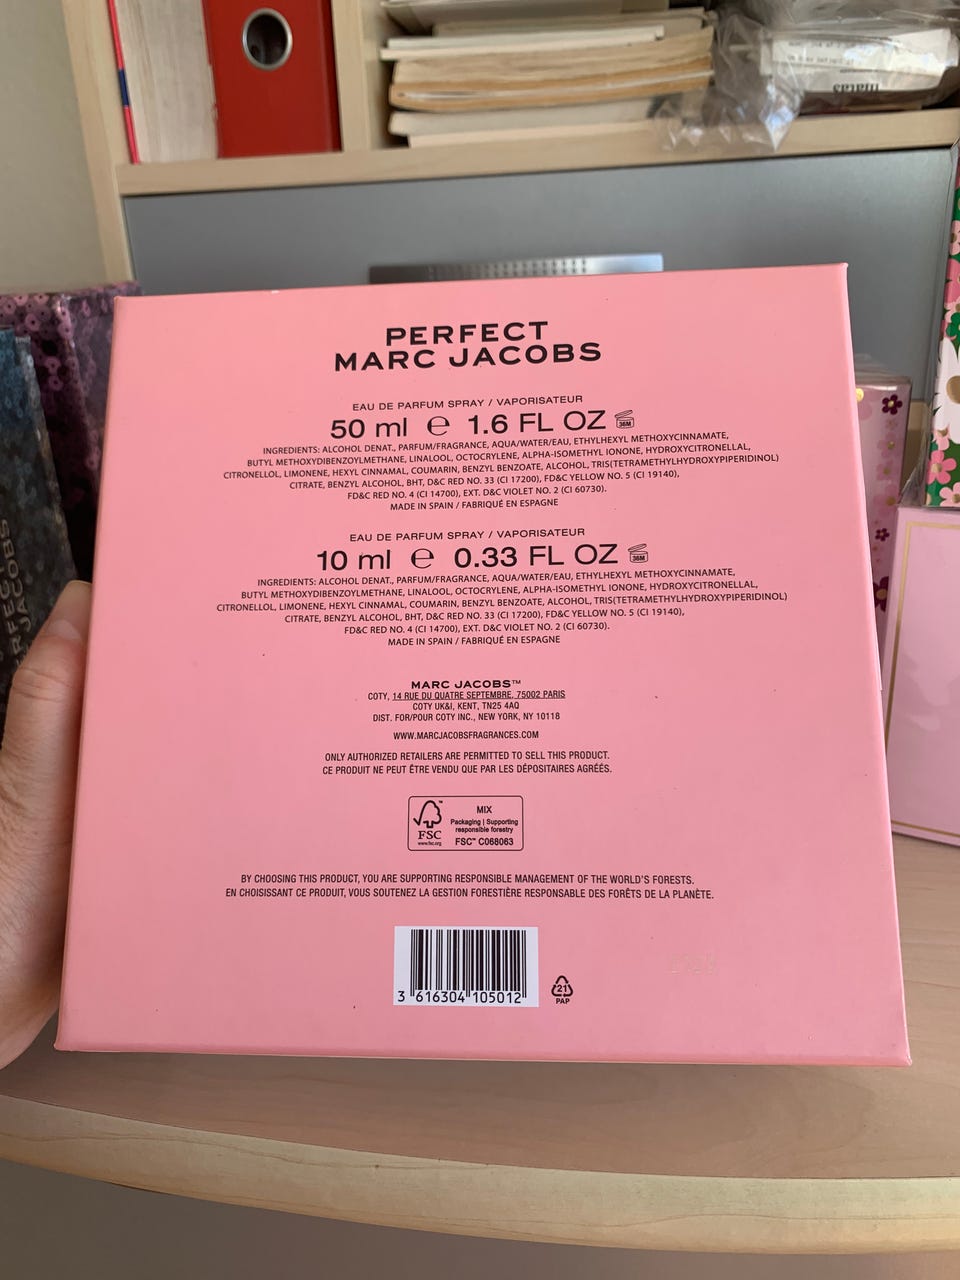 matas
PERFECT
MARC JACOBS
EAU DE PARFUM SPRAY / VAPORISATEUR
50 ml ℮ 1.6 FL OZ 36M
INGREDIENTS: ALCOHOL DENAT., PARFUM/FRAGRANCE, AQUA/WATER/EAU, ETHYLHEXYL METHOXYCINNAMATE,
BUTYL METHOXYDIBENZOYLMETHANE, LINALOOL, OCTOCRYLENE, ALPHA-ISOMETHYL IONONE, HYDROXYCITRONELLAL,
CITRONELLOL, LIMONENE, HEXYL CINNAMAL, COUMARIN, BENZYL BENZOATE, ALCOHOL, TRIS(TETRAMETHYLHYDROXYPIPERIDINOL)
CITRATE, BENZYL ALCOHOL, BHT, D&C RED NO. 33 (CI 17200), FD&C YELLOW NO. 5 (CI 19140),
FD&C RED NO. 4 (CI 14700), EXT. D&C VIOLET NO. 2 (CI 60730).
MADE IN SPAIN / FABRIQUÉ EN ESPAGNE
EAU DE PARFUM SPRAY / VAPORISATEUR
10 ml ℮ 0.33 FL OZ 36M
INGREDIENTS: ALCOHOL DENAT., PARFUM/FRAGRANCE, AQUA/WATER/EAU, ETHYLHEXYL METHOXYCINNAMATE,
BUTYL METHOXYDIBENZOYLMETHANE, LINALOOL, OCTOCRYLENE, ALPHA-ISOMETHYL IONONE, HYDROXYCITRONELLAL,
CITRONELLOL, LIMONENE, HEXYL CINNAMAL, COUMARIN, BENZYL BENZOATE, ALCOHOL, TRIS(TETRAMETHYLHYDROXYPIPERIDINOL)
CITRATE, BENZYL ALCOHOL, BHT, D&C RED NO. 33 (CI 17200), FD&C YELLOW NO. 5 (CI 19140),
FD&C RED NO. 4 (CI 14700), EXT. D&C VIOLET NO. 2 (CI 60730).
MADE IN SPAIN / FABRIQUÉ EN ESPAGNE
MARC JACOBS™
COTY, 14 RUE DU QUATRE SEPTEMBRE, 75002 PARIS
COTY UK&I, KENT, TN25 4AQ
DIST. FOR/POUR COTY INC., NEW YORK, NY 10118
WWW.MARCJACOBSFRAGRANCES.COM
ONLY AUTHORIZED RETAILERS ARE PERMITTED TO SELL THIS PRODUCT.
CE PRODUIT NE PEUT ÊTRE VENDU QUE PAR LES DÉPOSITAIRES AGRÉÉS.
FSC
www.fsc.org
MIX
Packaging | Supporting
responsible forestry
FSC™ C068063
BY CHOOSING THIS PRODUCT, YOU ARE SUPPORTING RESPONSIBLE MANAGEMENT OF THE WORLD'S FORESTS.
EN CHOISISSANT CE PRODUIT, VOUS SOUTENEZ LA GESTION FORESTIÈRE RESPONSABLE DES FORÊTS DE LA PLANÈTE.
3 616304 105012
21
PAP